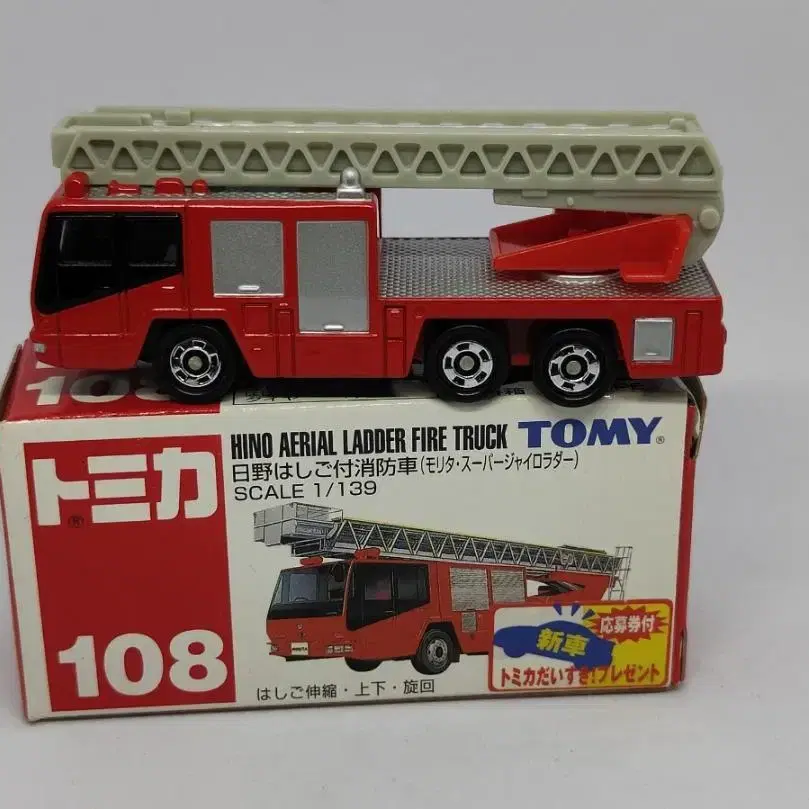 108
トミカ®
108
HINO AERIAL LADDER FIRE TRUCK TOMY®
日野はしご付消防車(モリタ・スーパージャイロラダー)
SCALE 1/139
はしご伸縮・上下・旋回
新車
応募券付
トミカだいすき!プレゼント